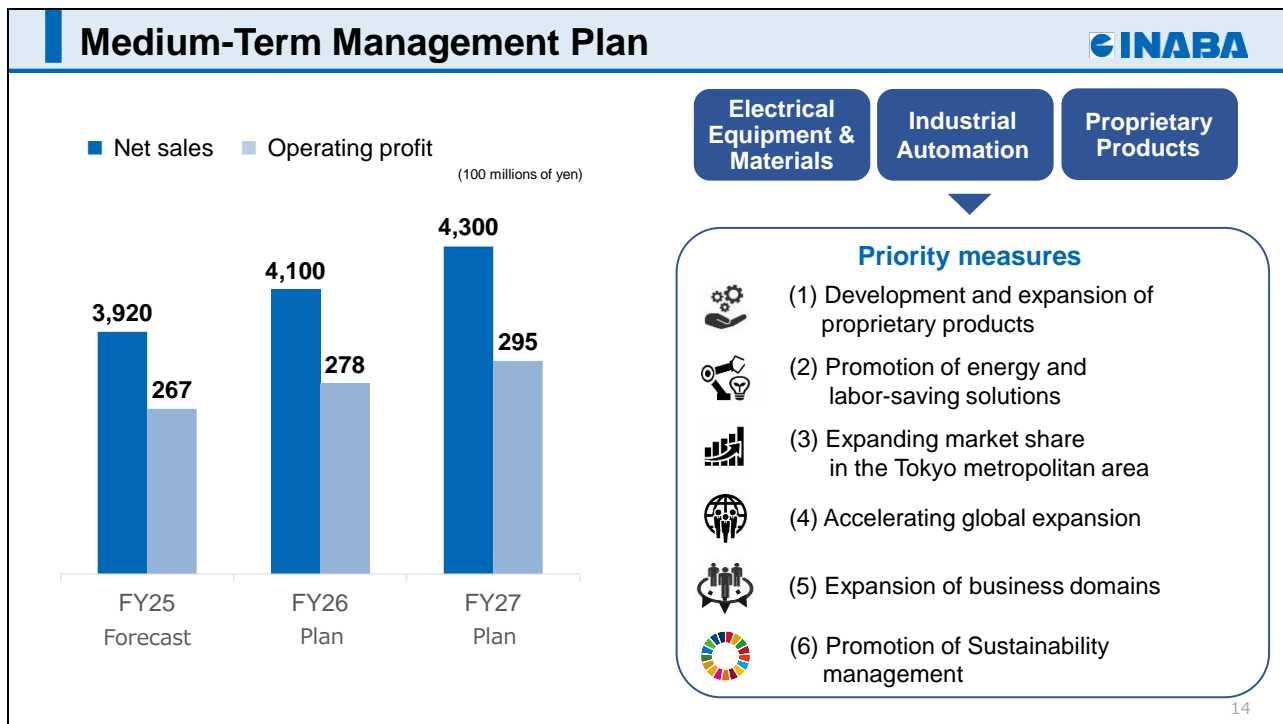 Medium-Term Management Plan
INABA
Net sales
Operating profit
(100 millions of yen)
3,920
267
4,100
278
4,300
295
FY25
Forecast
FY26
Plan
FY27
Plan
Electrical
Equipment &
Materials
Industrial
Automation
Proprietary
Products
Priority measures
(1) Development and expansion of
proprietary products
(2) Promotion of energy and
labor-saving solutions
(3) Expanding market share
in the Tokyo metropolitan area
(4) Accelerating global expansion
(5) Expansion of business domains
(6) Promotion of Sustainability
management
14